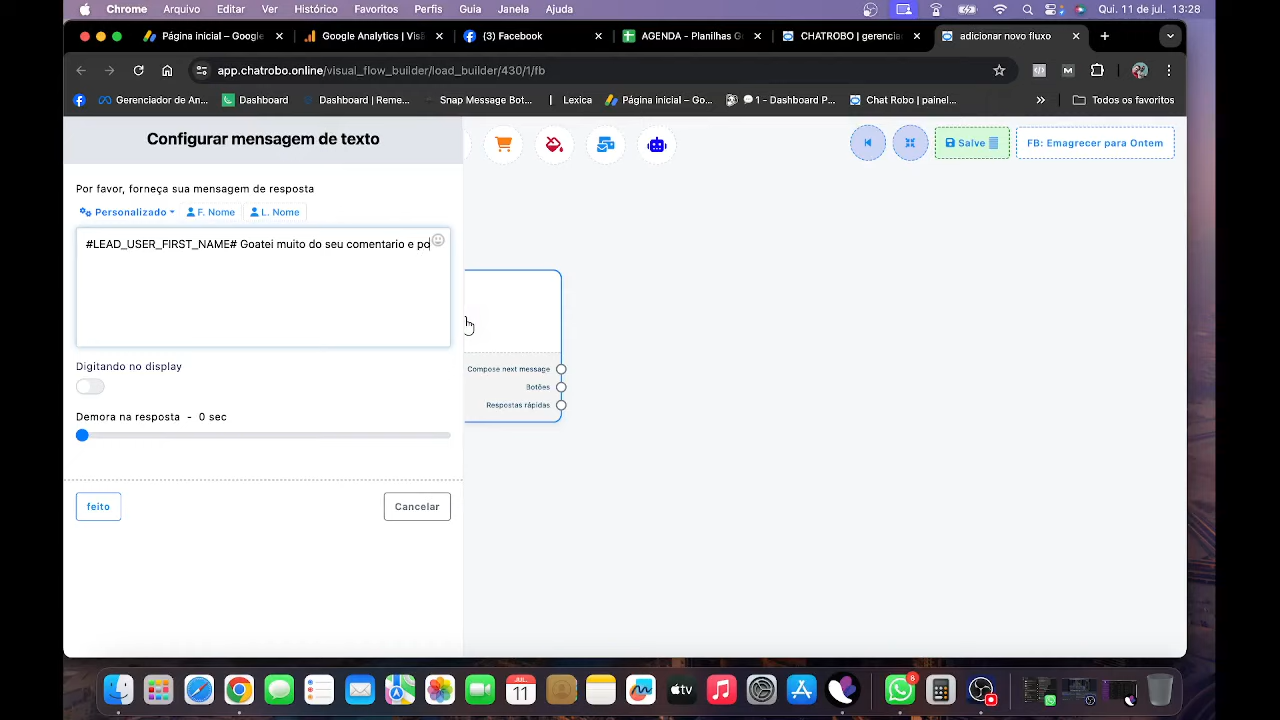 Chrome Arquivo Editar Ver Histórico Favoritos Perfis Guia Janela Ajuda Qui. 11 de jul. 13:28
Página inicial – Google Google Analytics | Visã (3) Facebook AGENDA - Planilhas G CHATROBO | gerencia adicionar novo fluxo
app.chatrobo.online/visual_flow_builder/load_builder/430/1/fb
Gerenciador de An... Dashboard Dashboard | Reme... Snap Message Bot... Lexica Página inicial – Go... 1 - Dashboard P... Chat Robo | painel... » Todos os favoritos
Configurar mensagem de texto
Salve FB: Emagrecer para Ontem
Por favor, forneça sua mensagem de resposta
Personalizado F. Nome L. Nome
#LEAD_USER_FIRST_NAME# Goatei muito do seu comentario e po
Digitando no display
Compose next message
Botões
Respostas rápidas
Demora na resposta - 0 sec
feito Cancelar
JUL.
11
tv
8